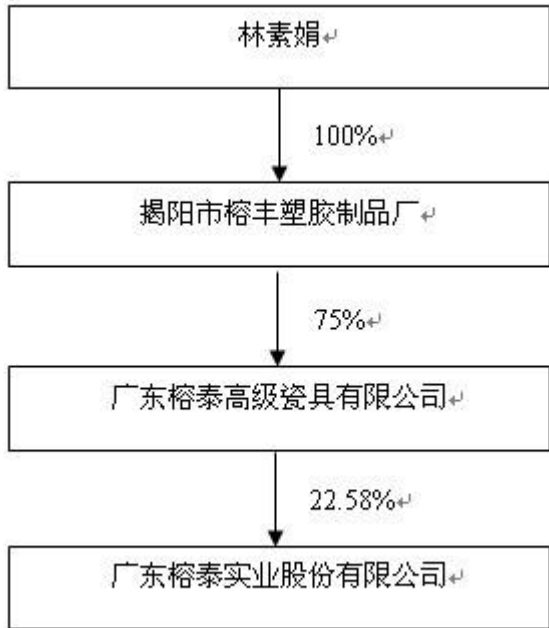 林素娟
100%
揭阳市榕丰塑胶制品厂
75%
广东榕泰高级瓷具有限公司
22.58%
广东榕泰实业股份有限公司